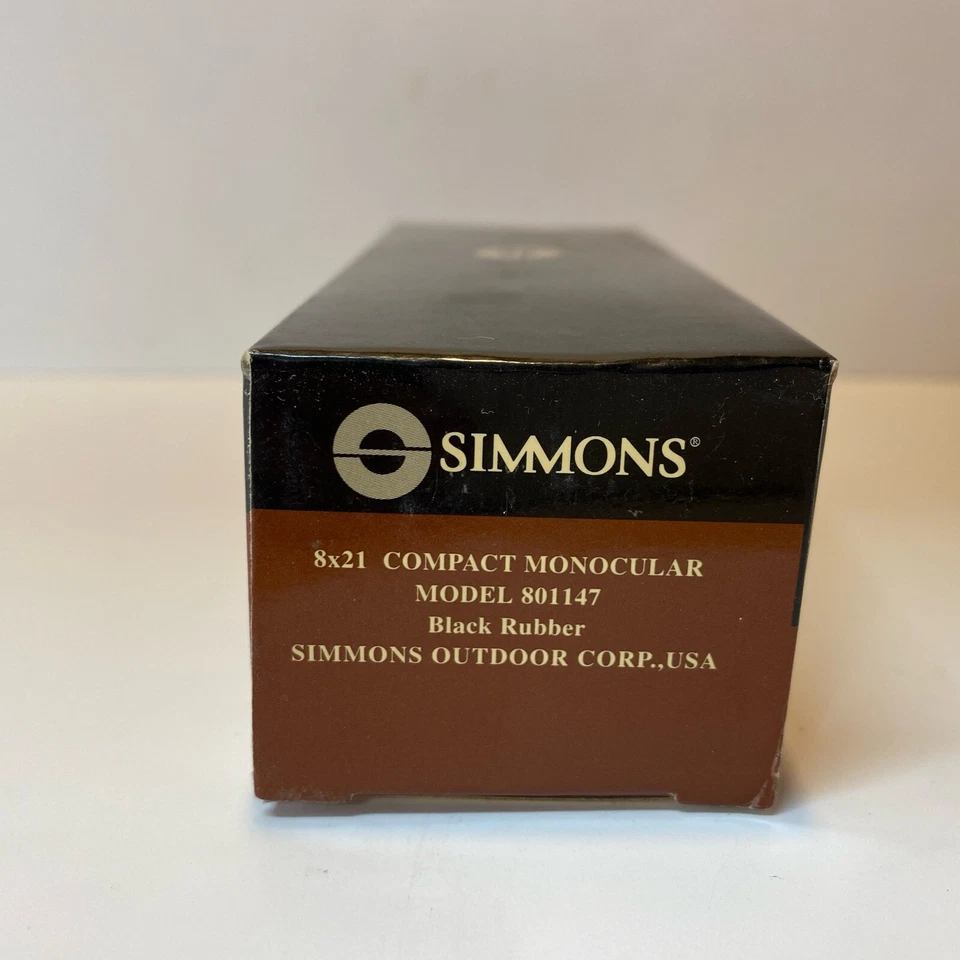 SIMMONS®
8x21 COMPACT MONOCULAR
MODEL 801147
Black Rubber
SIMMONS OUTDOOR CORP.,USA